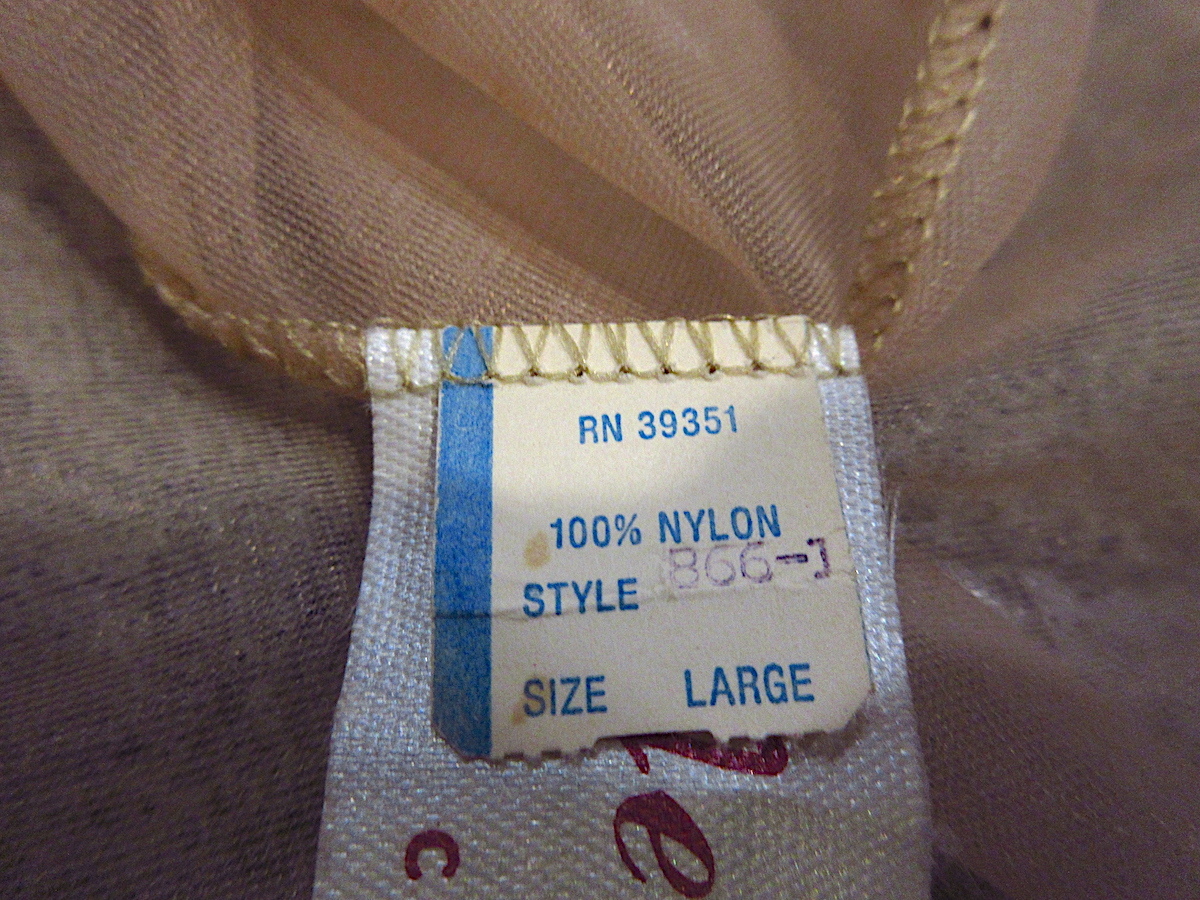 RN 39351
100% NYLON
STYLE 866-1
SIZE LARGE
c
e